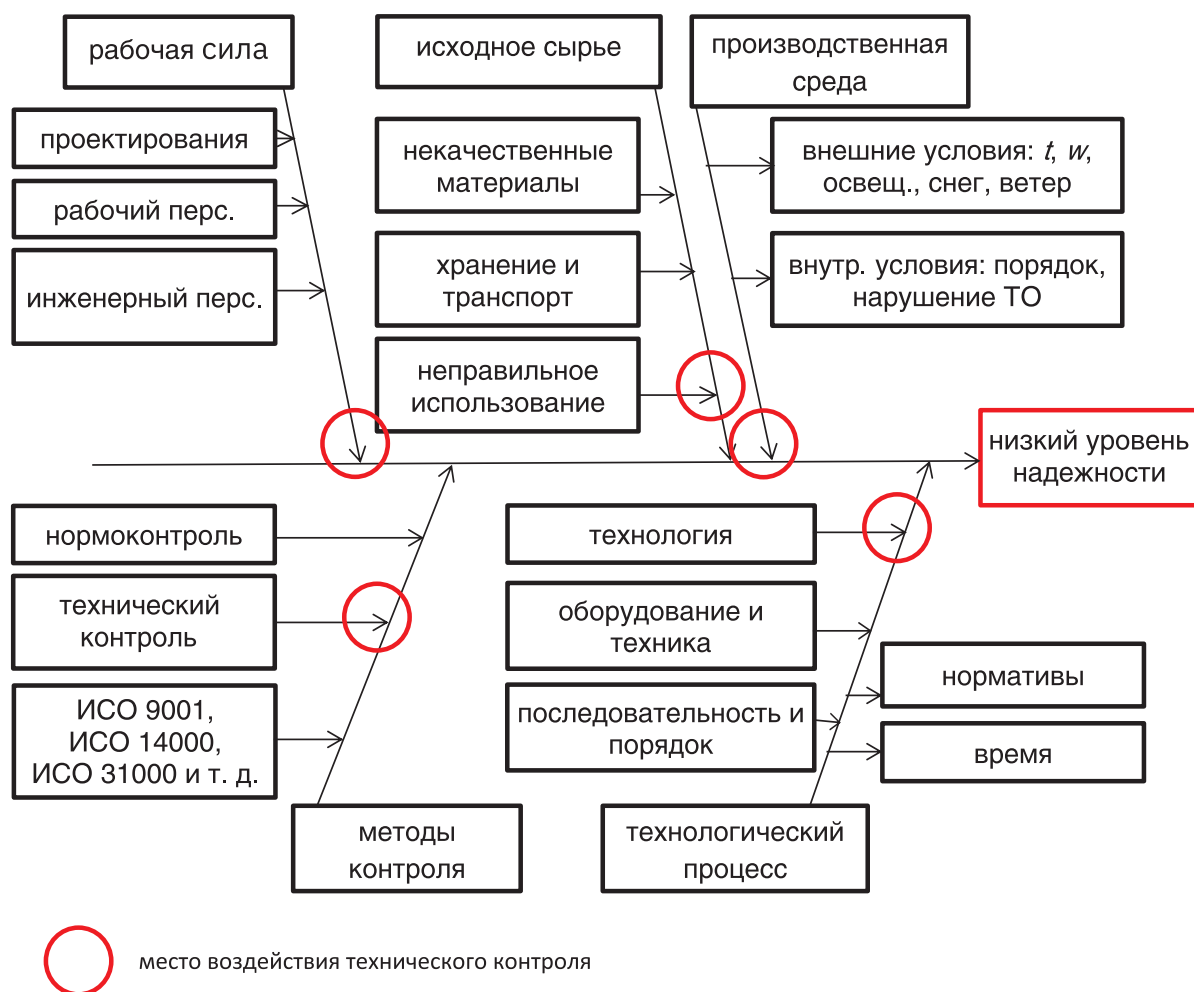 рабочая сила
исходное сырье
производственная
среда
проектирования
рабочий перс.
инженерный перс.
некачественные
материалы
хранение и
транспорт
неправильное
использование
внешние условия: t, w,
освещ., снег, ветер
внутр. условия: порядок,
нарушение ТО
низкий уровень
надежности
нормоконтроль
технический
контроль
ИСО 9001,
ИСО 14000,
ИСО 31000 и т. д.
методы
контроля
технология
оборудование и
техника
последовательность и
порядок
нормативы
время
технологический
процесс
место воздействия технического контроля